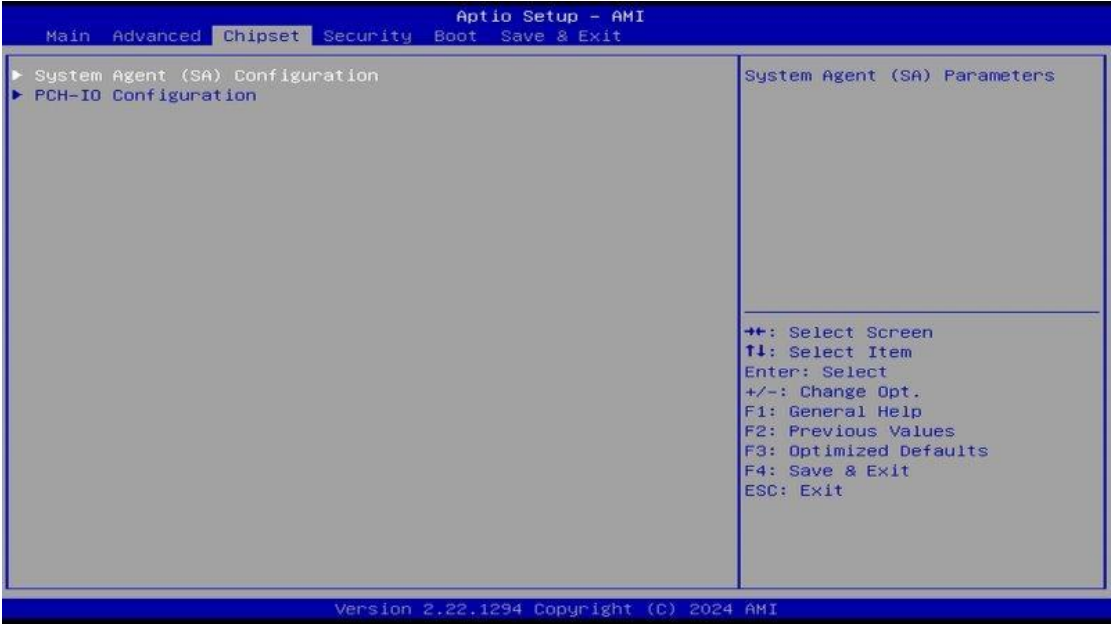 Aptio Setup - AMI
Main Advanced Chipset Security Boot Save & Exit
► System Agent (SA) Configuration
► PCH-IO Configuration
System Agent (SA) Parameters
→←: Select Screen
↑↓: Select Item
Enter: Select
+/-: Change Opt.
F1: General Help
F2: Previous Values
F3: Optimized Defaults
F4: Save & Exit
ESC: Exit
Version 2.22.1294 Copyright (C) 2024 AMI